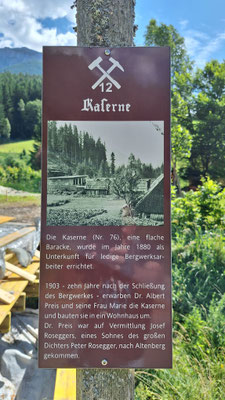 12
Kaserne
Die Kaserne (Nr. 76), eine flache
Baracke, wurde im Jahre 1880 als
Unterkunft für ledige Bergwerksar-
beiter errichtet.
1903 - zehn Jahre nach der Schließung
des Bergwerkes - erwarben Dr. Albert
Preis und seine Frau Marie die Kaserne
und bauten sie in ein Wohnhaus um.
Dr. Preis war auf Vermittlung Josef
Roseggers, eines Sohnes des großen
Dichters Peter Rosegger, nach Altenberg
gekommen.